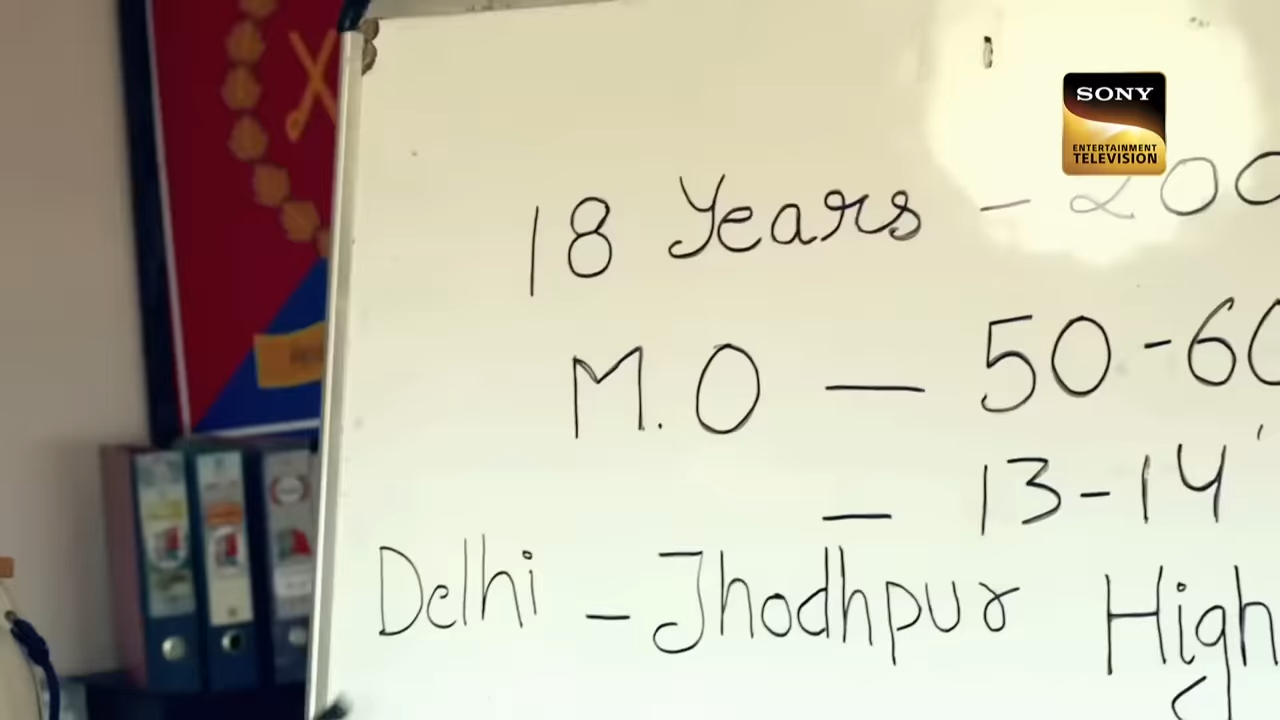 SONY
ENTERTAINMENT
TELEVISION
18 Years - 200
M.O - 50-60
- 13-14'
Delhi - Jhodhpur High